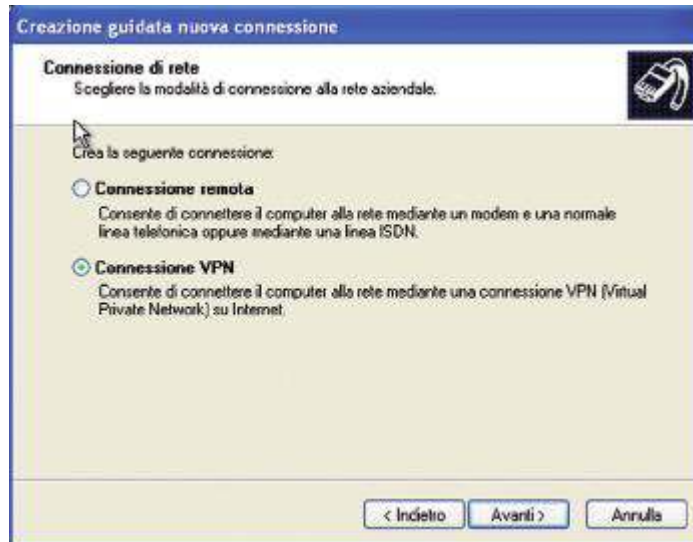 Creazione guidata nuova connessione
Connessione di rete
Scegliere la modalità di connessione alla rete aziendale.
Crea la seguente connessione:
Connessione remota
Consente di connettere il computer alla rete mediante un modem e una normale
linea telefonica oppure mediante una linea ISDN.
Connessione VPN
Consente di connettere il computer alla rete mediante una connessione VPN (Virtual
Private Network) su Internet.
< Indietro
Avanti >
Annulla